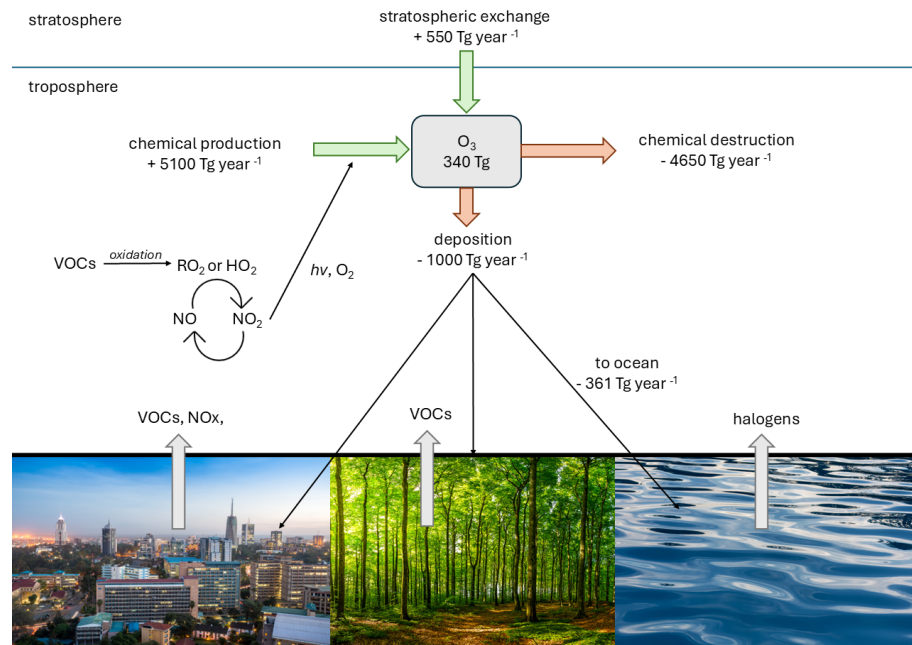 stratosphere
stratospheric exchange
+ 550 Tg year -1
troposphere
chemical production
+ 5100 Tg year -1
O3
340 Tg
chemical destruction
- 4650 Tg year -1
deposition
- 1000 Tg year -1
VOCs
oxidation
RO2 or HO2
hv, O2
NO
NO2
to ocean
- 361 Tg year -1
VOCs, NOx,
VOCs
halogens